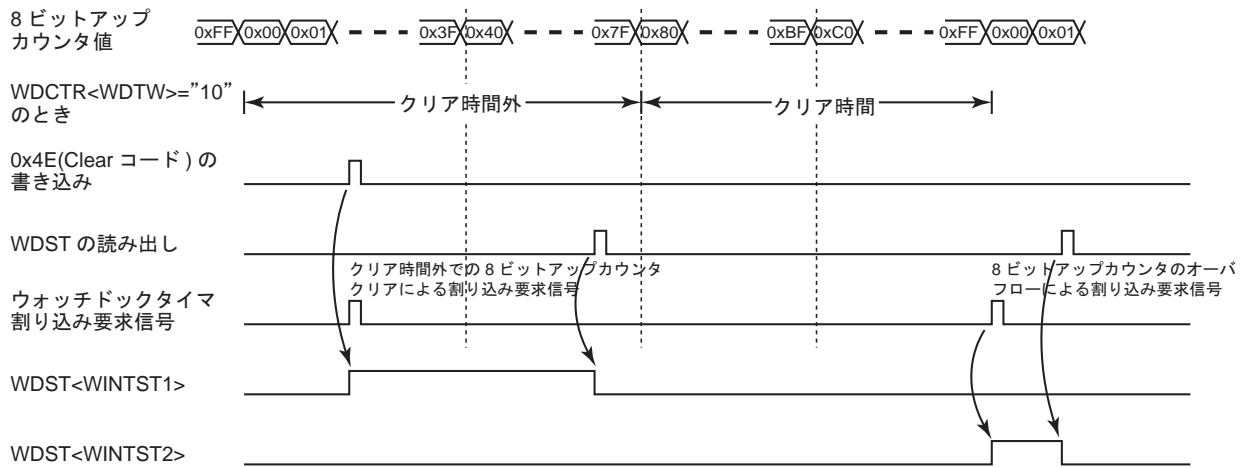 8 ビットアップ
カウンタ値
0xFF 0x00 0x01 0x3F 0x40 0x7F 0x80 0xBF 0xC0 0xFF 0x00 0x01
WDCTR<WDTW>="10"
のとき
クリア時間外
クリア時間
0x4E(Clear コード ) の
書き込み
WDST の読み出し
クリア時間外での 8 ビットアップカウンタ
クリアによる割り込み要求信号
8 ビットアップカウンタのオーバ
フローによる割り込み要求信号
ウォッチドックタイマ
割り込み要求信号
WDST<WINTST1>
WDST<WINTST2>